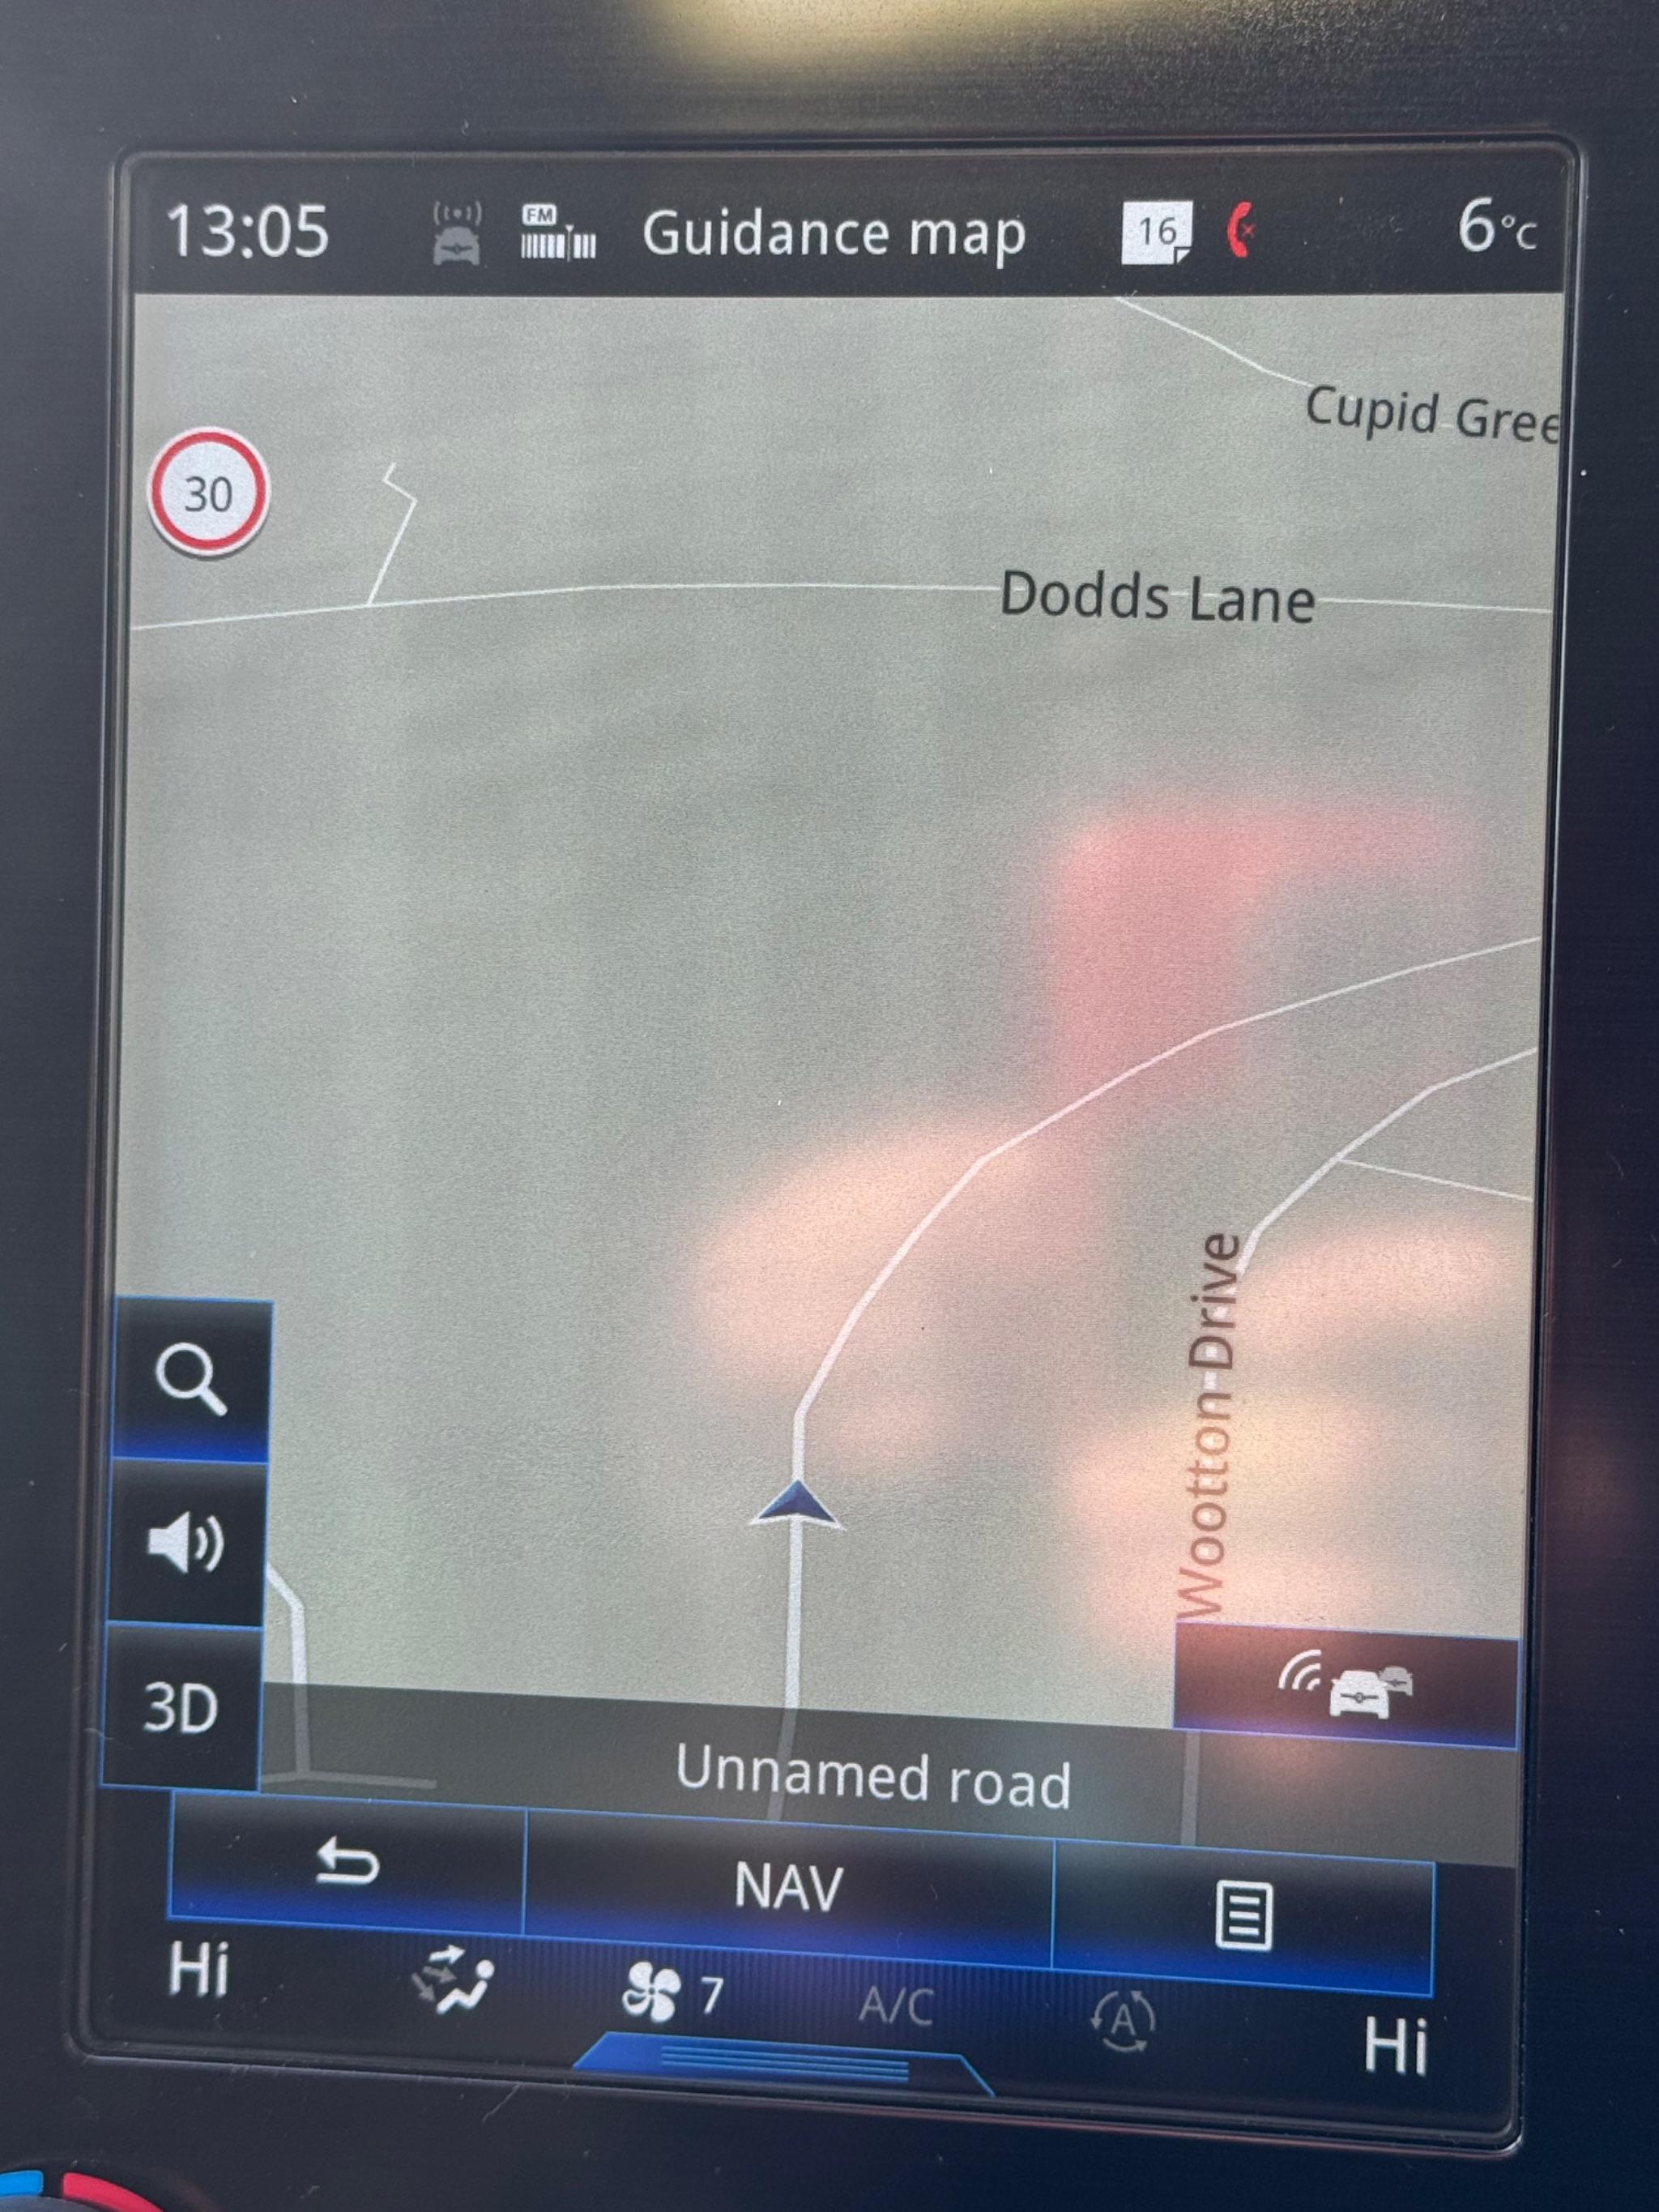 13:05
FM
Guidance map
16
6°C
Cupid Gree
30
Dodds Lane
Wootton Drive
3D
Unnamed road
NAV
Hi
7
A/C
A
Hi